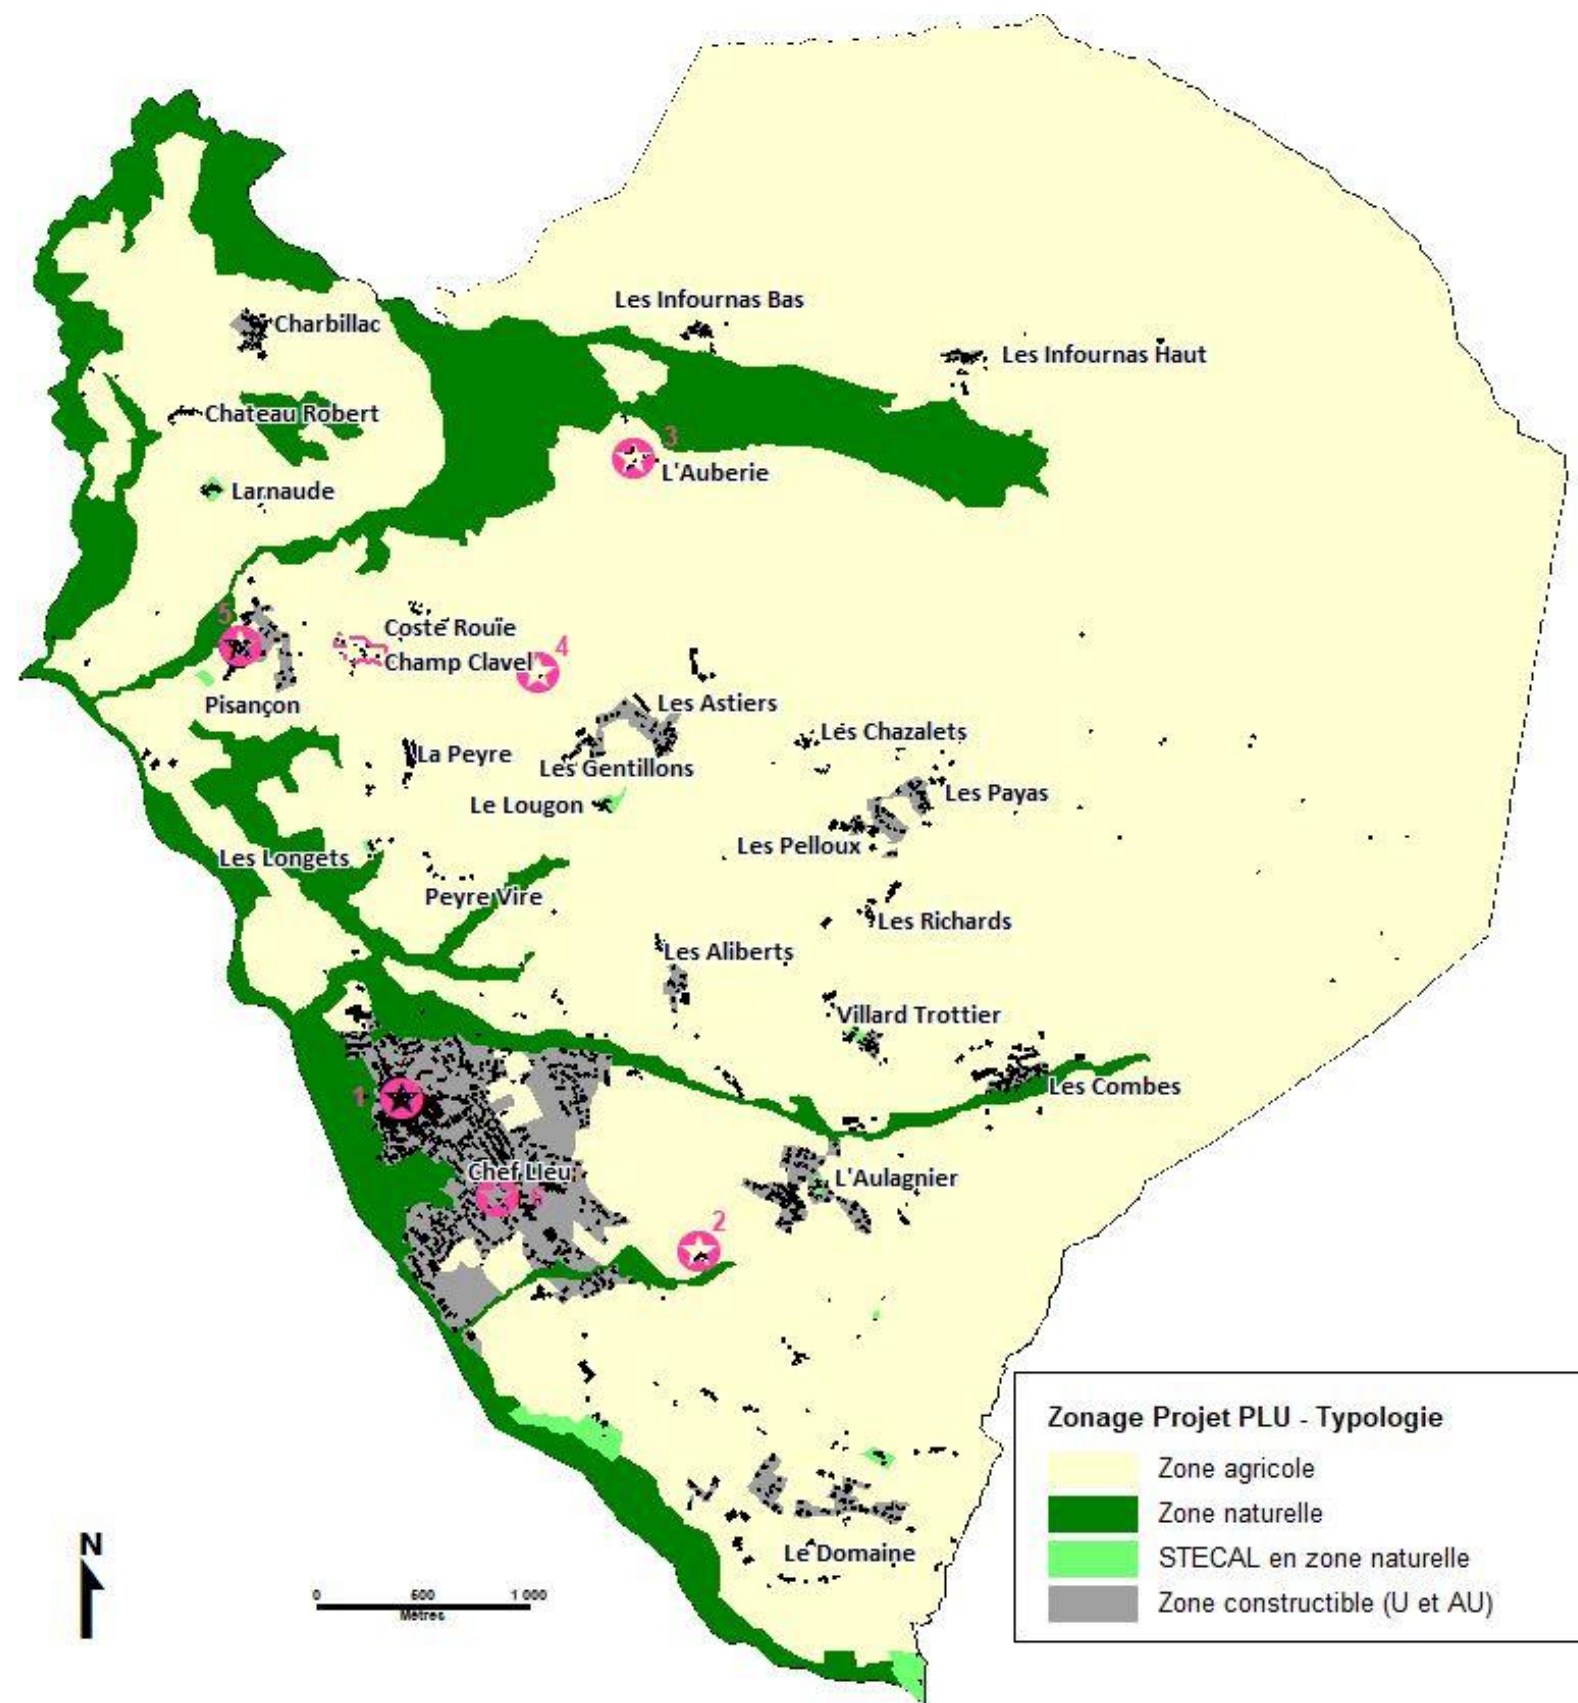 Les Infournas Bas
Charbillac
Les Infournas Haut
Chateau Robert
3
L'Auberie
Larnaude
5
Coste Rouïe
4
Champ Clavel
Pisançon
Les Astiers
Les Chazalets
La Peyre
Les Gentillons
Les Payas
Le Lougon
Les Pelloux
Les Longets
Peyre Vire
Les Richards
Les Aliberts
Villard Trottier
Les Combes
1
Chef Lieu
L'Aulagnier
2
Zonage Projet PLU - Typologie
Zone agricole
Zone naturelle
STECAL en zone naturelle
Zone constructible (U et AU)
Le Domaine
N
0 500 1 000
Mètres